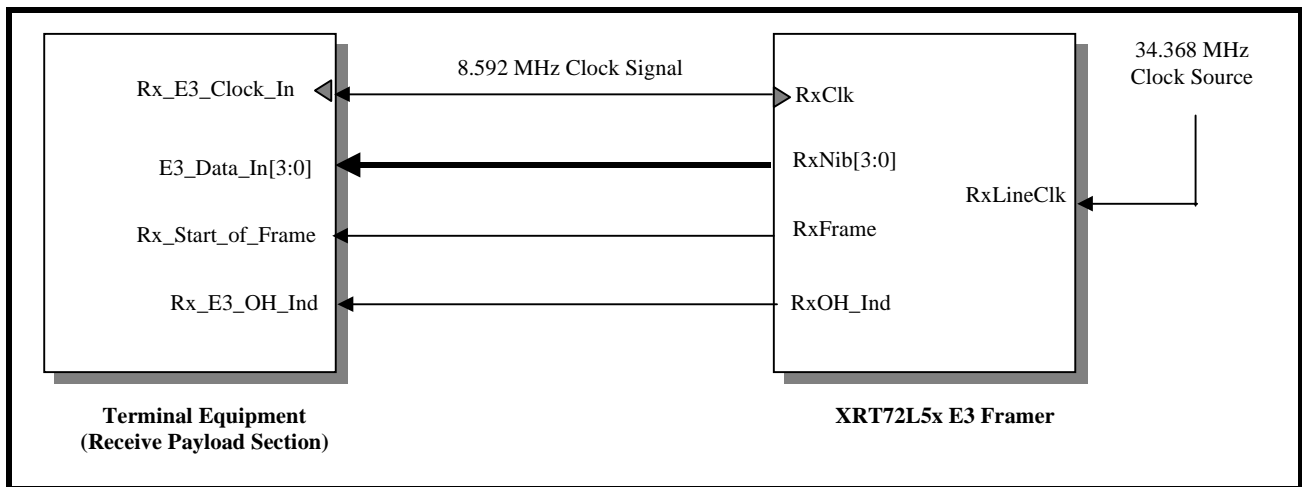 34.368 MHz
Clock Source
8.592 MHz Clock Signal
Rx_E3_Clock_In
RxClk
E3_Data_In[3:0]
RxNib[3:0]
RxLineClk
Rx_Start_of_Frame
RxFrame
Rx_E3_OH_Ind
RxOH_Ind
Terminal Equipment
(Receive Payload Section)
XRT72L5x E3 Framer